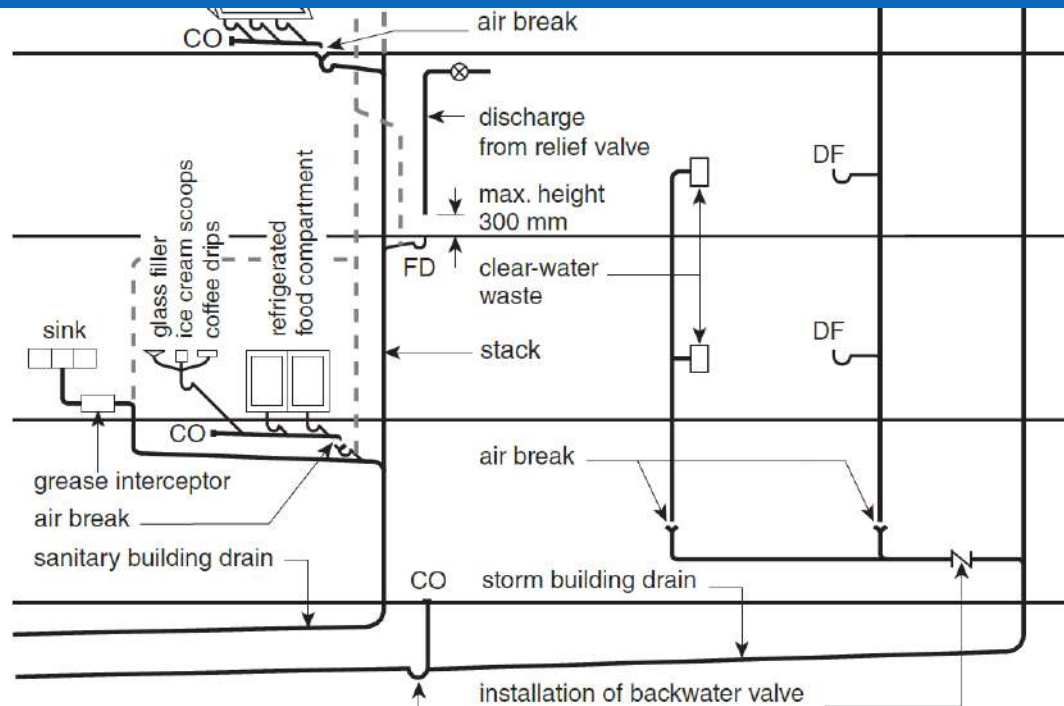 air break
CO
discharge
from relief valve
DF
max. height
300 mm
glass filler
ice cream scoops
coffee drips
refrigerated
food compartment
FD
clear-water
waste
sink
stack
DF
CO
air break
grease interceptor
air break
sanitary building drain
CO
storm building drain
installation of backwater valve